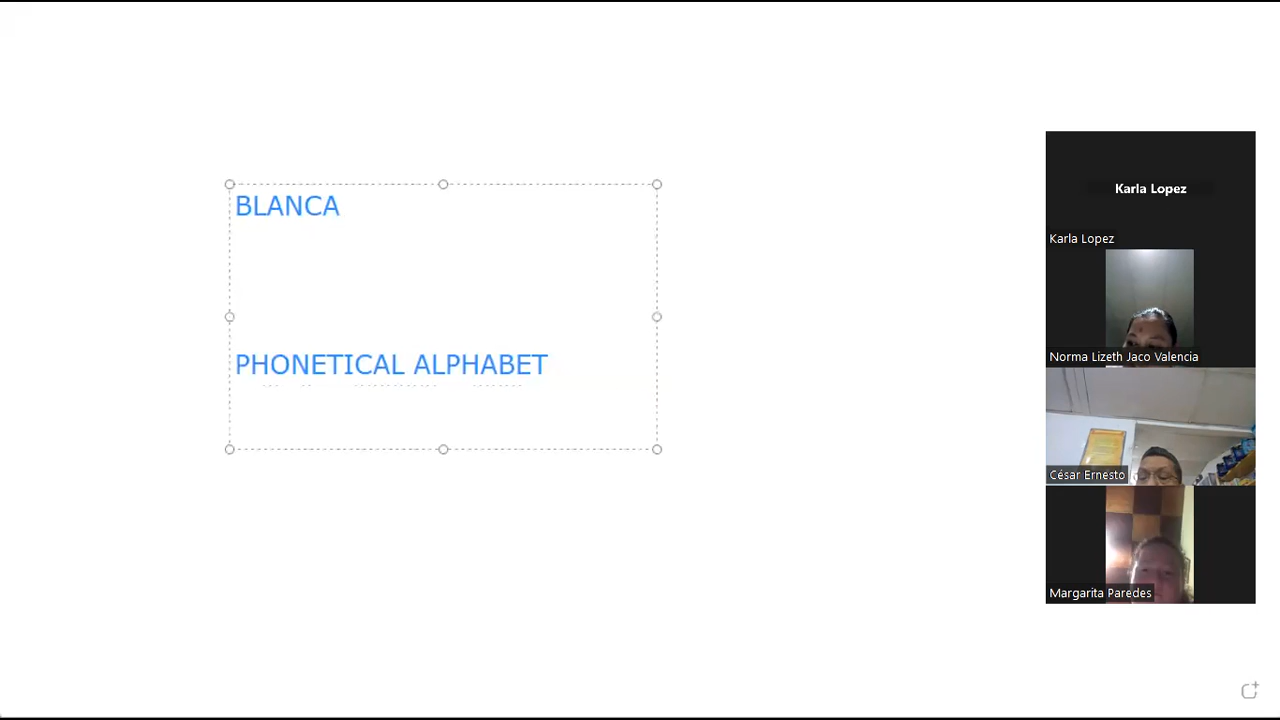 BLANCA
PHONETICAL ALPHABET
Karla Lopez
Karla Lopez
Norma Lizeth Jaco Valencia
César Ernesto
Margarita Paredes